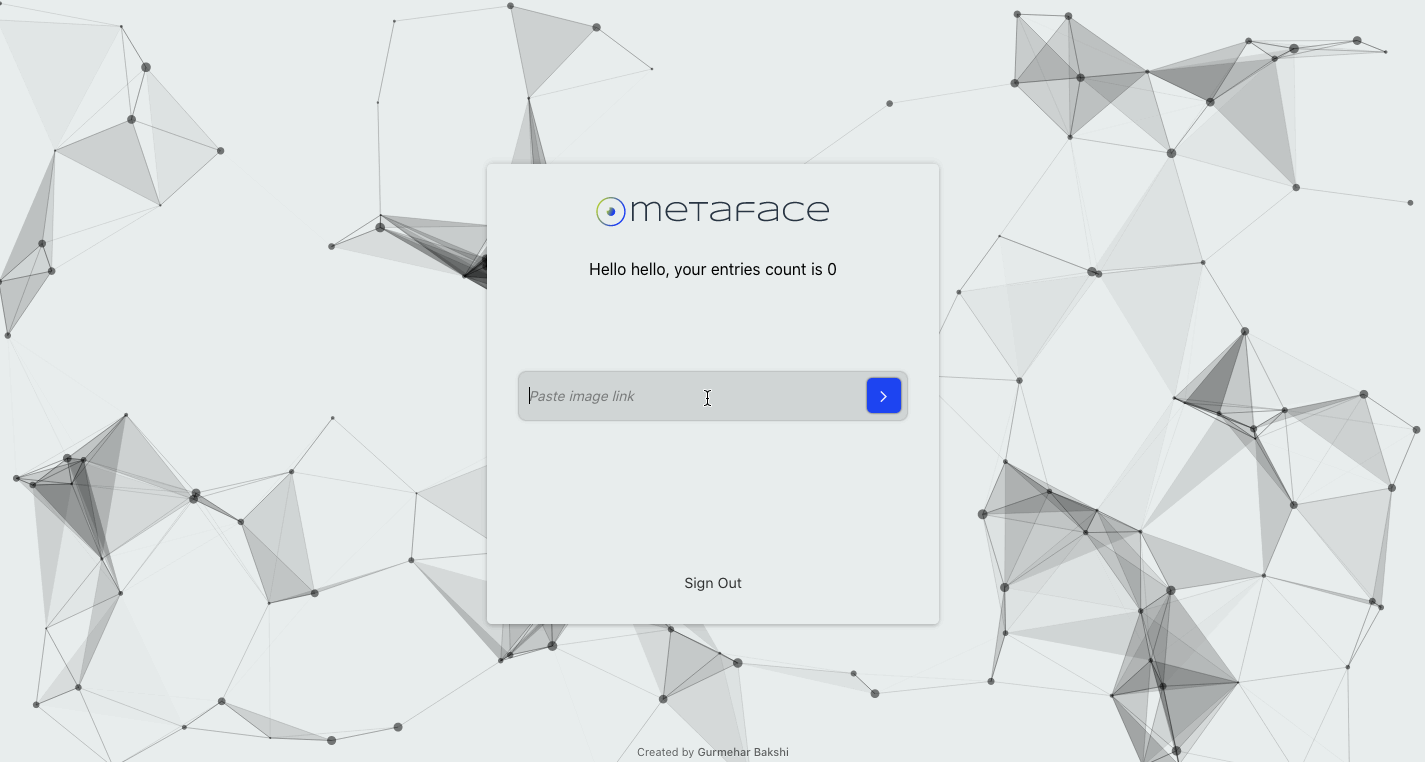 metaface
Hello hello, your entries count is 0
Paste image link
Sign Out
Created by Gurmehar Bakshi